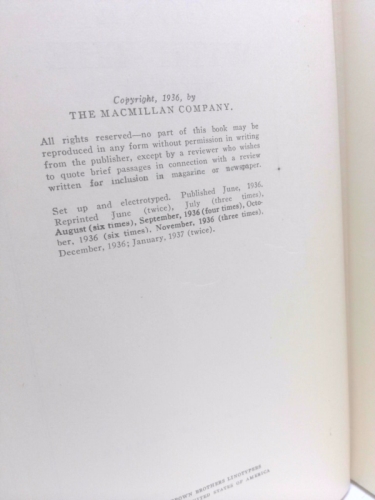 Copyright, 1936, by
THE MACMILLAN COMPANY.
All rights reserved—no part of this book may be
reproduced in any form without permission in writing
from the publisher, except by a reviewer who wishes
to quote brief passages in connection with a review
written for inclusion in magazine or newspaper.
Set up and electrotyped. Published June, 1936.
Reprinted June (twice), July (three times),
August (six times), September, 1936 (four times), Octo-
ber, 1936 (six times), November, 1936 (three times).
December, 1936; January, 1937 (twice).
BROTHERS LINOTYPERS
STATES OF AMERICA